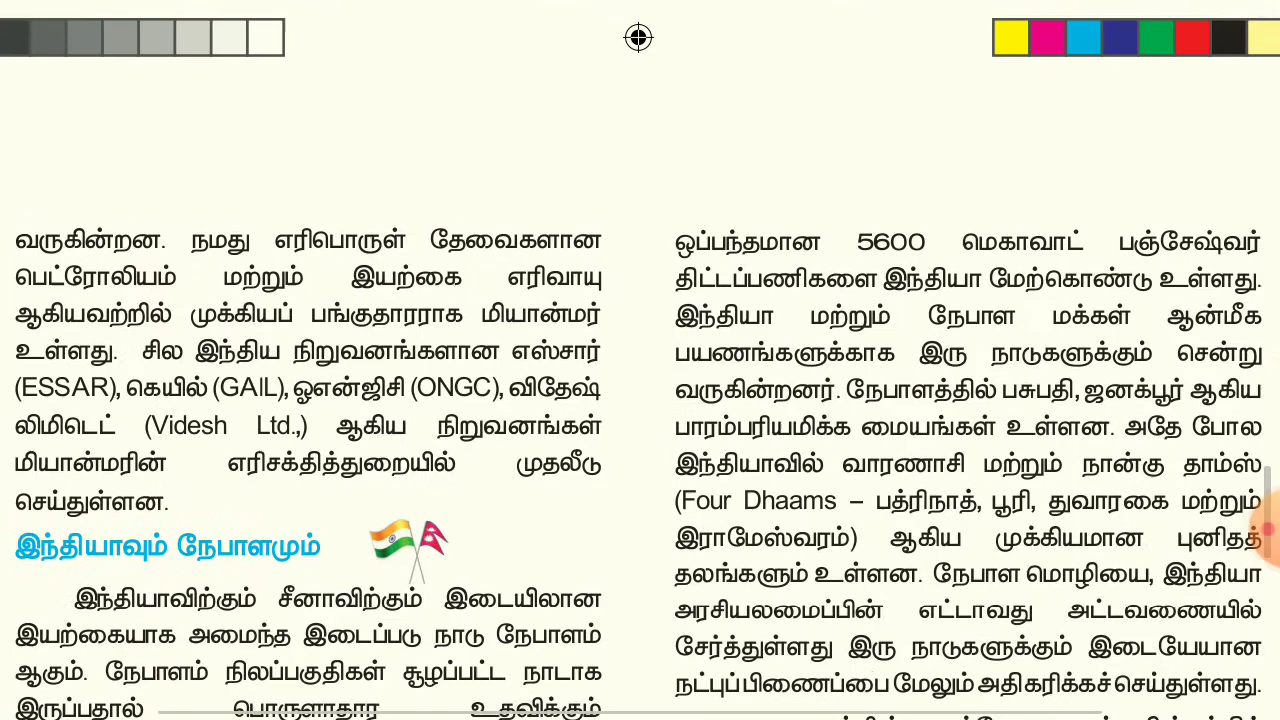 வருகின்றன. நமது எரிபொருள் தேவைகளான
பெட்ரோலியம் மற்றும் இயற்கை எரிவாயு
ஆகியவற்றில் முக்கியப் பங்குதாரராக மியான்மர்
உள்ளது. சில இந்திய நிறுவனங்களான எஸ்சார்
(ESSAR), கெயில் (GAIL), ஓஎன்ஜிசி (ONGC), விதேஷ்
லிமிடெட் (Videsh Ltd.,) ஆகிய நிறுவனங்கள்
மியான்மரின் எரிசக்தித்துறையில் முதலீடு
செய்துள்ளன.
இந்தியாவும் நேபாளமும்
இந்தியாவிற்கும் சீனாவிற்கும் இடையிலான
இயற்கையாக அமைந்த இடைப்படு நாடு நேபாளம்
ஆகும். நேபாளம் நிலப்பகுதிகள் சூழப்பட்ட நாடாக
இருப்பதால் பொருளாதார உதவிக்கும்
ஒப்பந்தமான 5600 மெகாவாட் பஞ்சேஷ்வர்
திட்டப்பணிகளை இந்தியா மேற்கொண்டு உள்ளது.
இந்தியா மற்றும் நேபாள மக்கள் ஆன்மீக
பயணங்களுக்காக இரு நாடுகளுக்கும் சென்று
வருகின்றனர். நேபாளத்தில் பசுபதி, ஜனக்பூர் ஆகிய
பாரம்பரியமிக்க மையங்கள் உள்ளன. அதே போல
இந்தியாவில் வாரணாசி மற்றும் நான்கு தாம்ஸ்
(Four Dhaams – பத்ரிநாத், பூரி, துவாரகை மற்றும்
இராமேஸ்வரம்) ஆகிய முக்கியமான புனிதத்
தலங்களும் உள்ளன. நேபாள மொழியை, இந்தியா
அரசியலமைப்பின் எட்டாவது அட்டவணையில்
சேர்த்துள்ளது இரு நாடுகளுக்கும் இடையேயான
நட்புப் பிணைப்பை மேலும் அதிகரிக்கச் செய்துள்ளது.